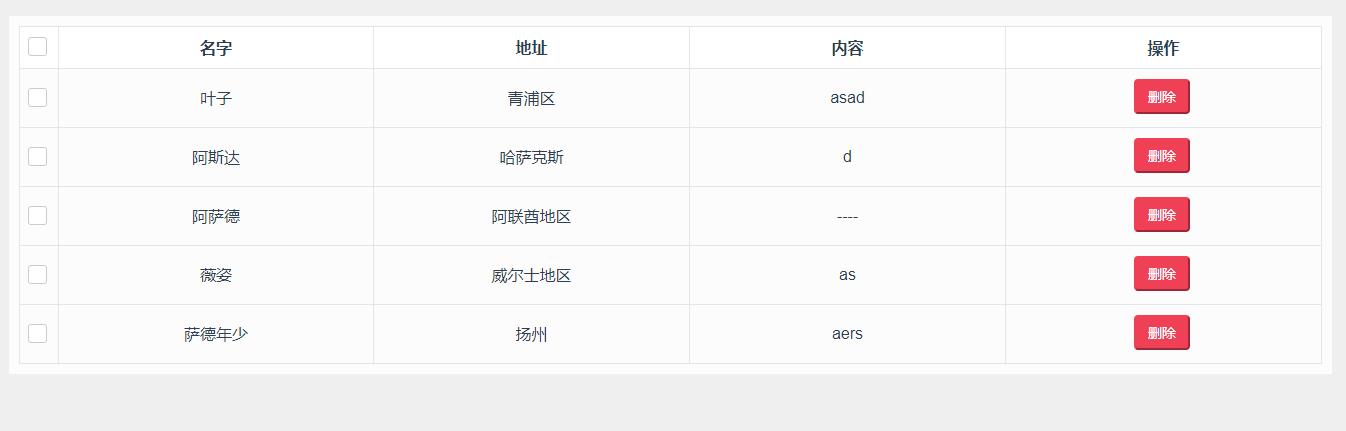 名字 地址 内容 操作
叶子 青浦区 asad 删除
阿斯达 哈萨克斯 d 删除
阿萨德 阿联酋地区 ---- 删除
薇姿 威尔士地区 as 删除
萨德年少 扬州 aers 删除